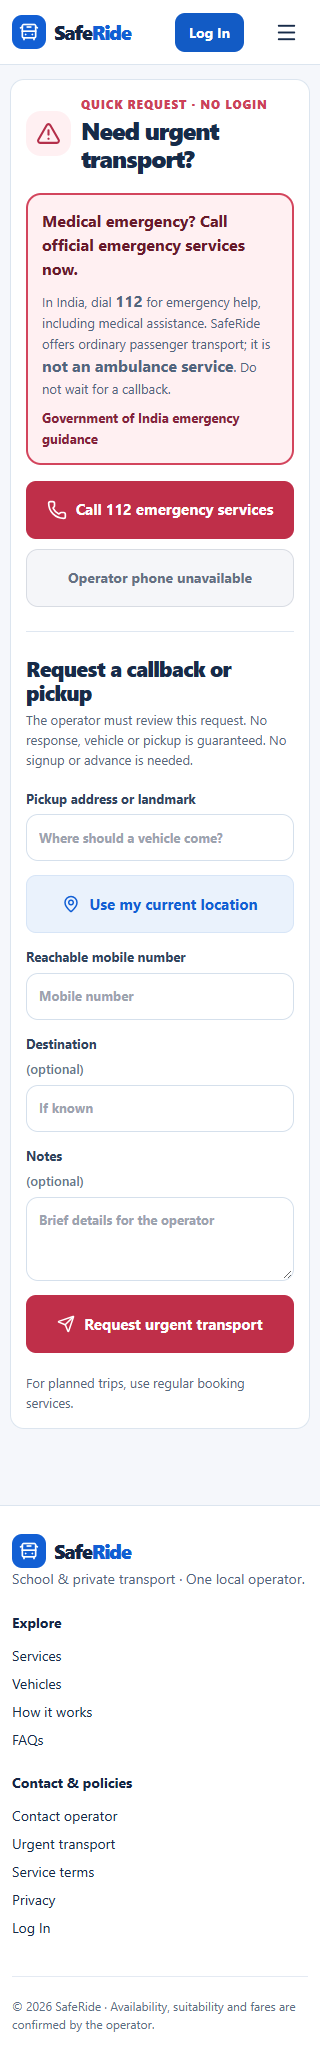 SafeRide
Log In
QUICK REQUEST · NO LOGIN
Need urgent
transport?
Medical emergency? Call
official emergency services
now.
In India, dial 112 for emergency help,
including medical assistance. SafeRide
offers ordinary passenger transport; it is
not an ambulance service. Do
not wait for a callback.
Government of India emergency
guidance
Call 112 emergency services
Operator phone unavailable
Request a callback or
pickup
The operator must review this request. No
response, vehicle or pickup is guaranteed. No
signup or advance is needed.
Pickup address or landmark
Where should a vehicle come?
Use my current location
Reachable mobile number
Mobile number
Destination
(optional)
If known
Notes
(optional)
Brief details for the operator
Request urgent transport
For planned trips, use regular booking
services.
SafeRide
School & private transport · One local operator.
Explore
Services
Vehicles
How it works
FAQs
Contact & policies
Contact operator
Urgent transport
Service terms
Privacy
Log In
© 2026 SafeRide · Availability, suitability and fares are
confirmed by the operator.